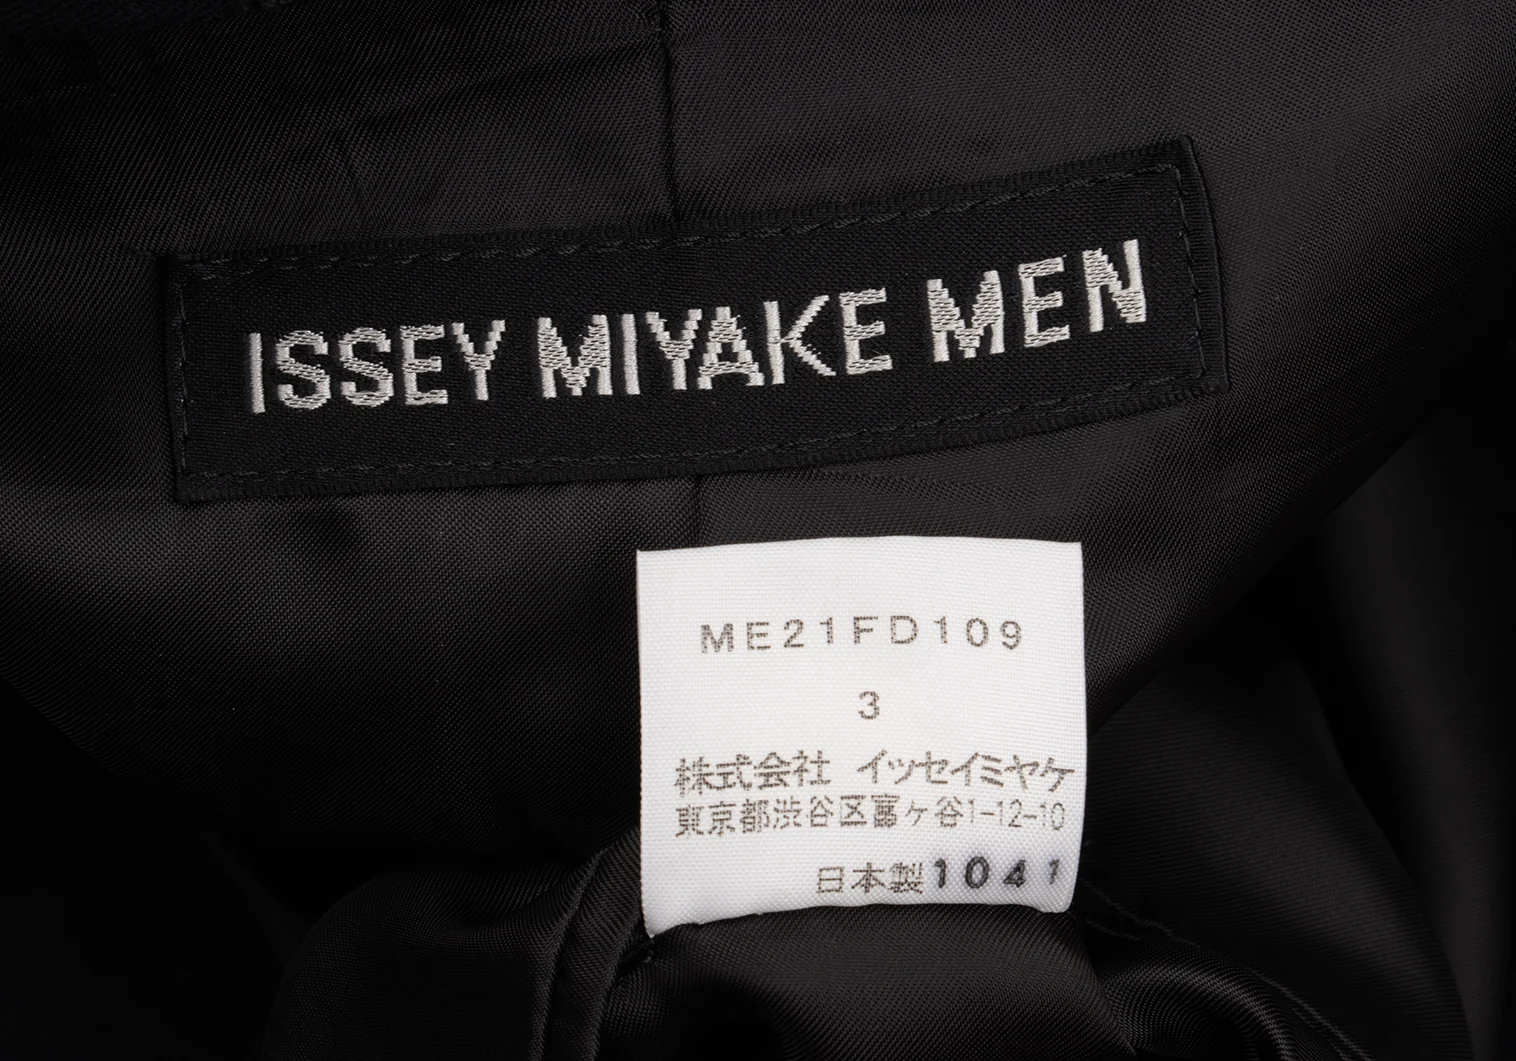 ISSEY MIYAKE MEN
ME21FD109
3
株式会社 イッセイミヤケ
東京都渋谷区富ヶ谷1-12-10
日本製1041